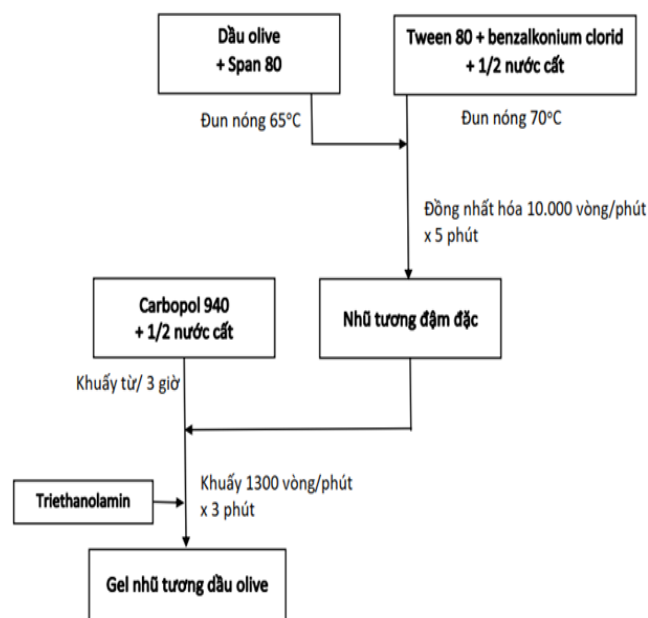 Dầu olive
+ Span 80
Tween 80 + benzalkonium clorid
+ 1/2 nước cất
Đun nóng 65°C
Đun nóng 70°C
Đồng nhất hóa 10.000 vòng/phút
x 5 phút
Carbopol 940
+ 1/2 nước cất
Nhũ tương đậm đặc
Khuấy từ/ 3 giờ
Khuấy 1300 vòng/phút
x 3 phút
Triethanolamin
Gel nhũ tương dầu olive